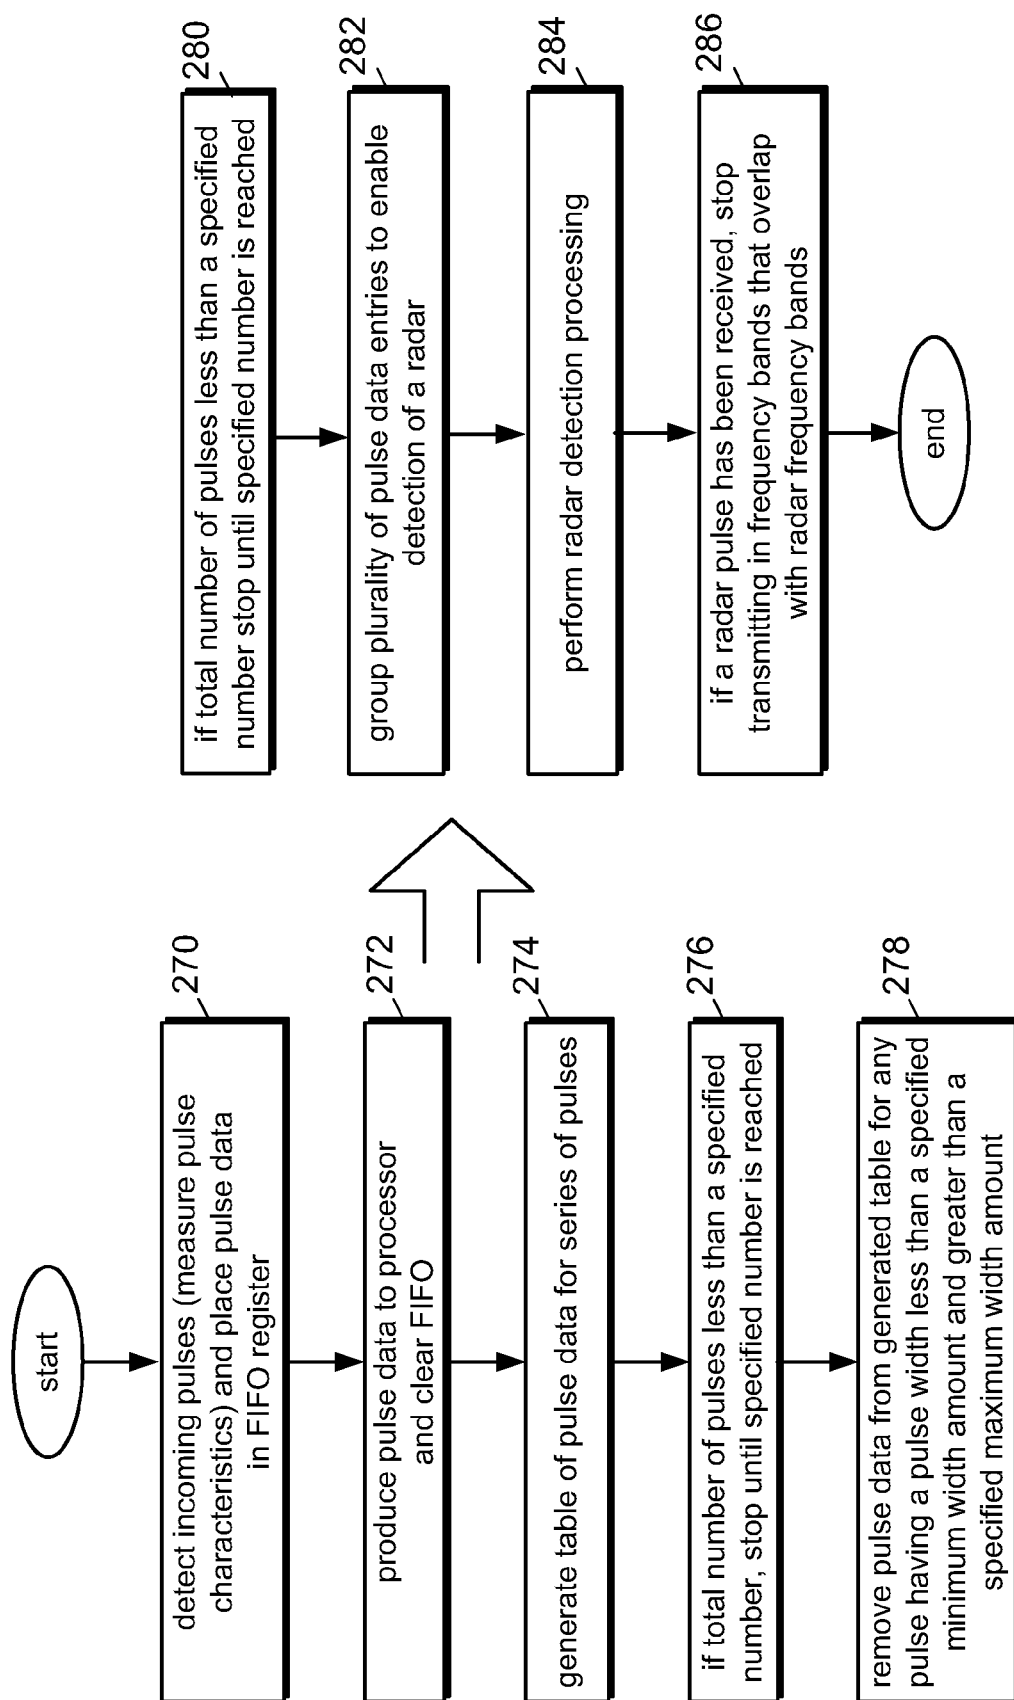 start
270
detect incoming pulses (measure pulse
characteristics) and place pulse data
in FIFO register
272
produce pulse data to processor
and clear FIFO
274
generate table of pulse data for series of pulses
276
if total number of pulses less than a specified
number, stop until specified number is reached
278
remove pulse data from generated table for any
pulse having a pulse width less than a specified
minimum width amount and greater than a
specified maximum width amount
280
if total number of pulses less than a specified
number stop until specified number is reached
282
group plurality of pulse data entries to enable
detection of a radar
284
perform radar detection processing
286
if a radar pulse has been received, stop
transmitting in frequency bands that overlap
with radar frequency bands
end